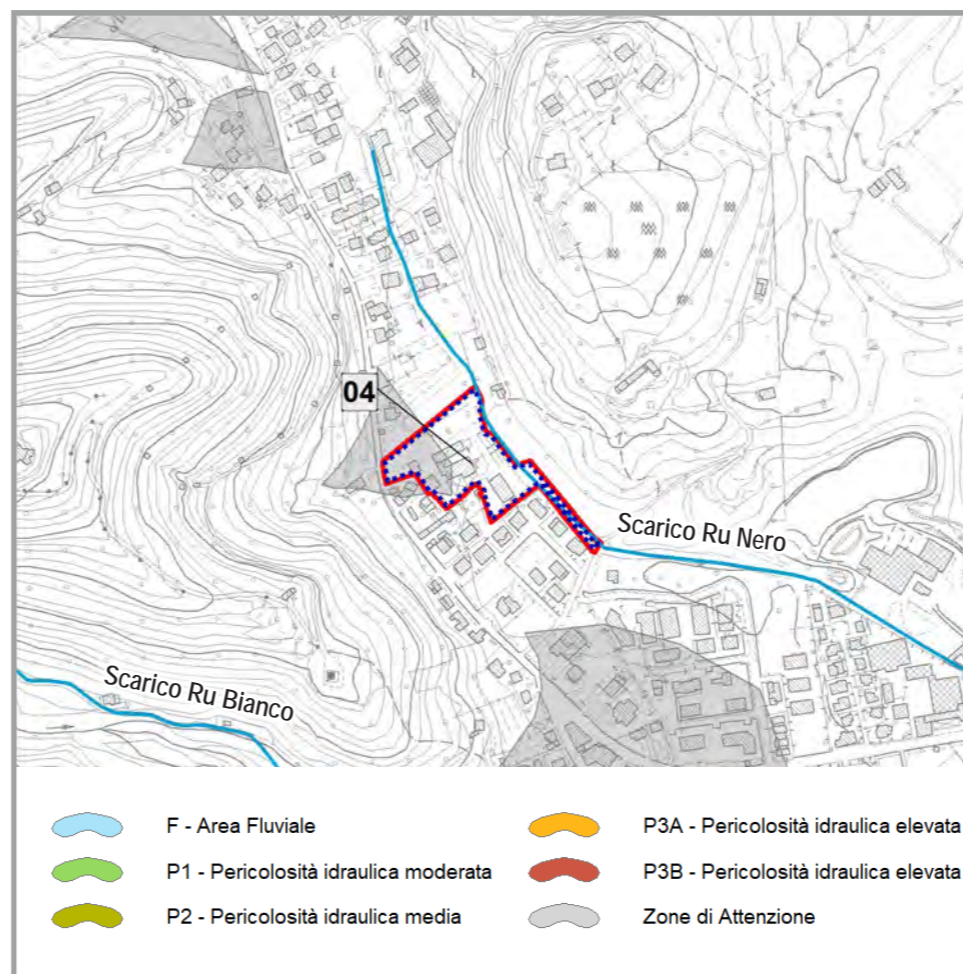 04
Scarico Ru Nero
Scarico Ru Bianco
F - Area Fluviale
P1 - Pericolosità idraulica moderata
P2 - Pericolosità idraulica media
P3A - Pericolosità idraulica elevata
P3B - Pericolosità idraulica elevata
Zone di Attenzione